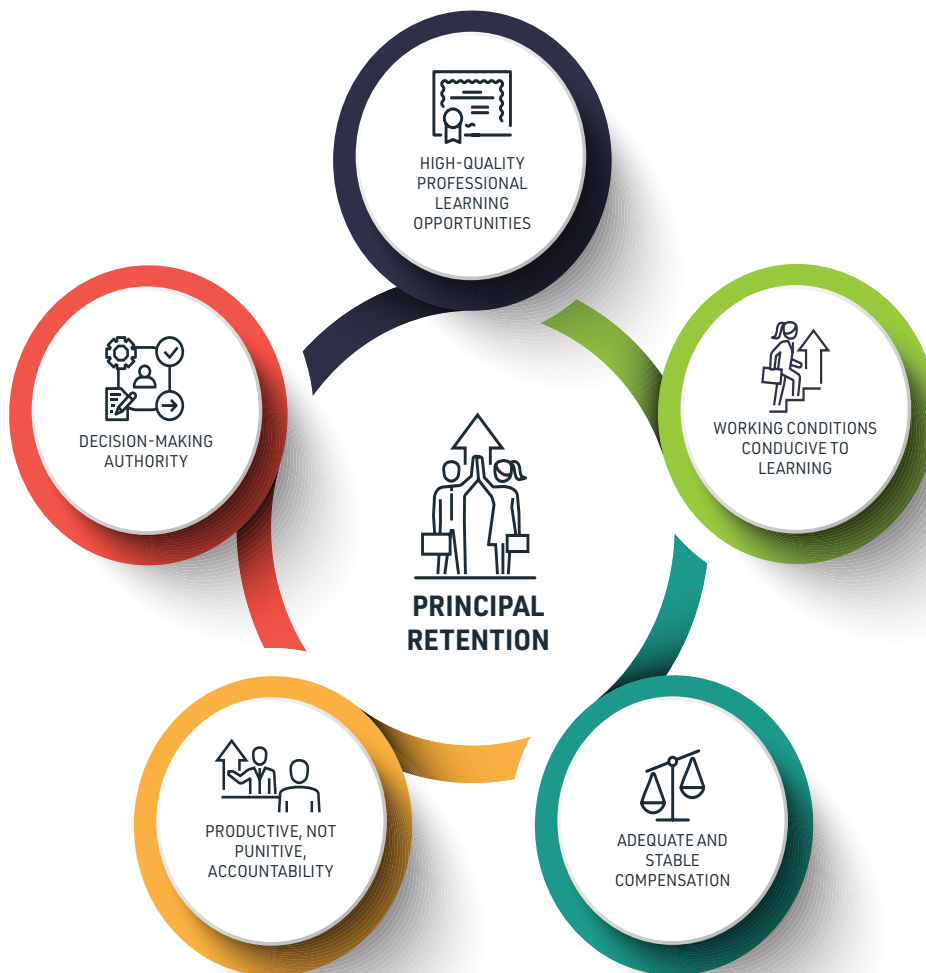 HIGH-QUALITY
PROFESSIONAL
LEARNING
OPPORTUNITIES
DECISION-MAKING
AUTHORITY
WORKING CONDITIONS
CONDUCIVE TO
LEARNING
PRINCIPAL
RETENTION
PRODUCTIVE, NOT
PUNITIVE,
ACCOUNTABILITY
ADEQUATE AND
STABLE
COMPENSATION